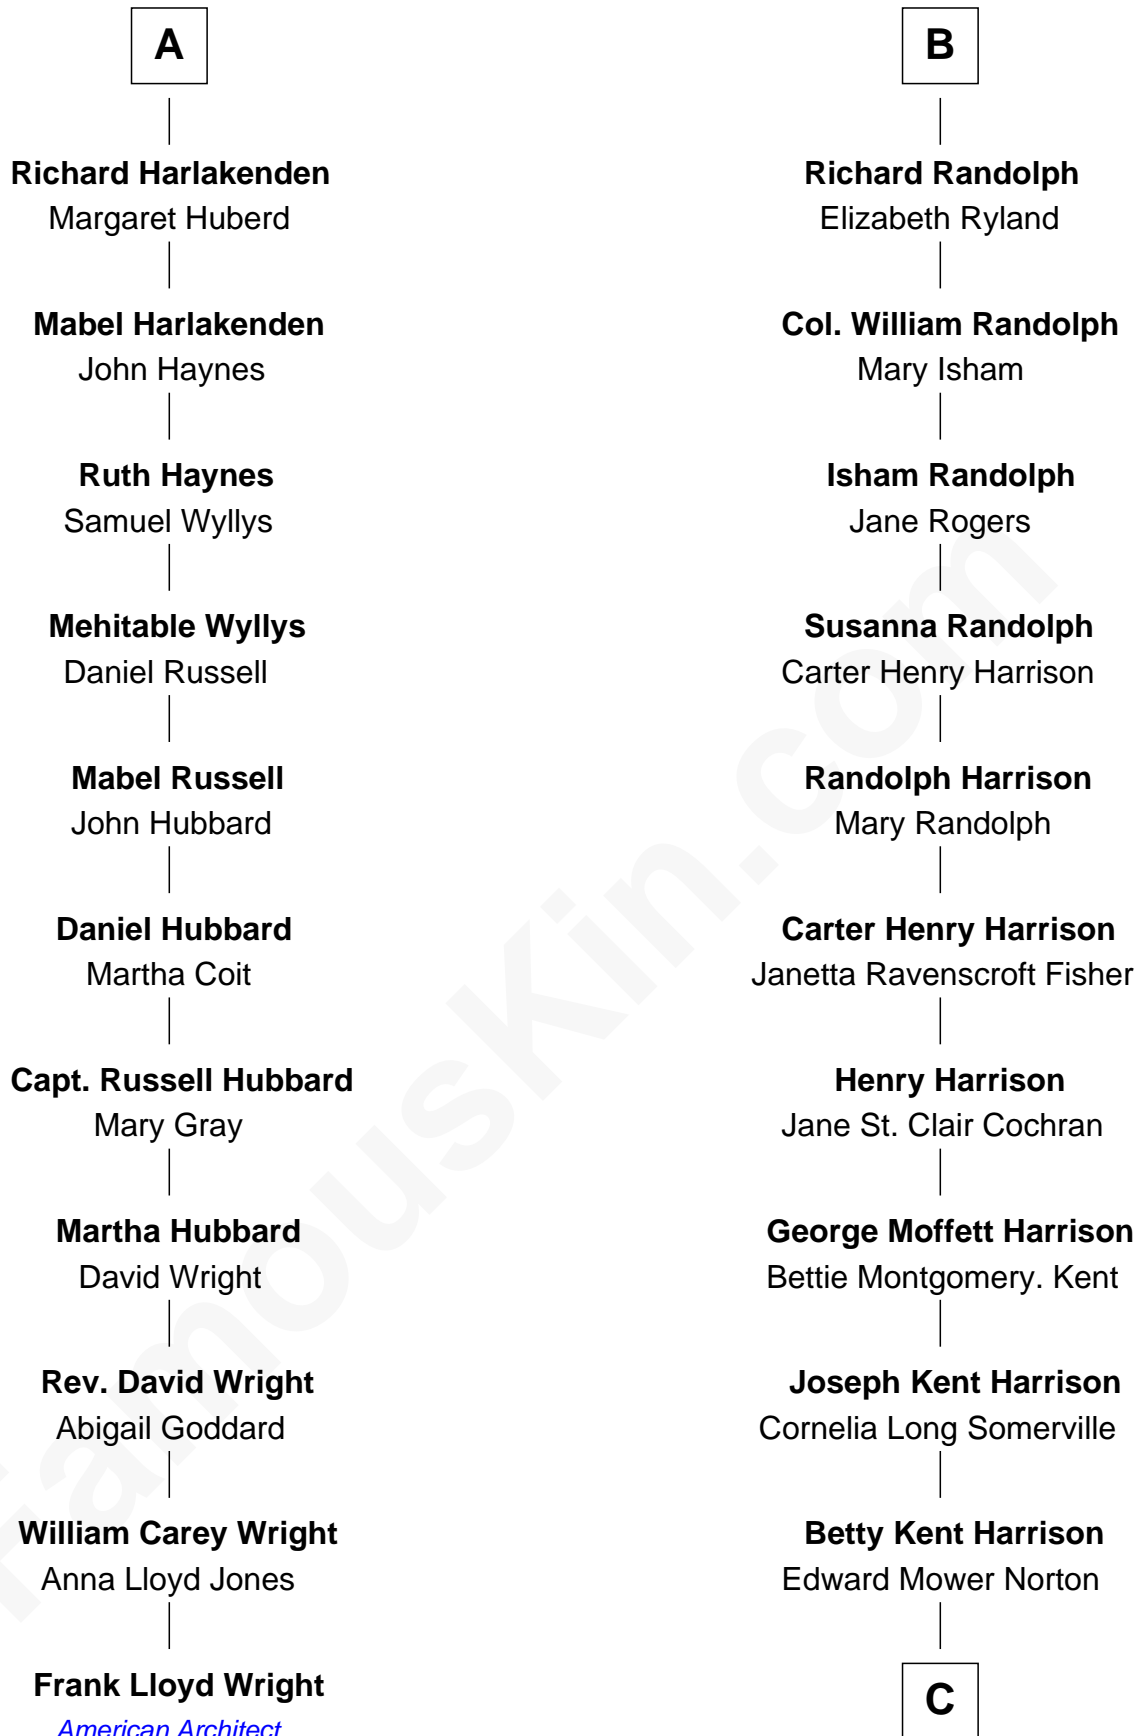 A
Richard Harlakenden
Margaret Huberd
Mabel Harlakenden
John Haynes
Ruth Haynes
Samuel Wyllys
Mehitable Wyllys
Daniel Russell
Mabel Russell
John Hubbard
Daniel Hubbard
Martha Coit
Capt. Russell Hubbard
Mary Gray
Martha Hubbard
David Wright
Rev. David Wright
Abigail Goddard
William Carey Wright
Anna Lloyd Jones
Frank Lloyd Wright
American Architect
B
Richard Randolph
Elizabeth Ryland
Col. William Randolph
Mary Isham
Isham Randolph
Jane Rogers
Susanna Randolph
Carter Henry Harrison
Randolph Harrison
Mary Randolph
Carter Henry Harrison
Janetta Ravenscroft Fisher
Henry Harrison
Jane St. Clair Cochran
George Moffett Harrison
Bettie Montgomery. Kent
Joseph Kent Harrison
Cornelia Long Somerville
Betty Kent Harrison
Edward Mower Norton
C
FamousKin.com